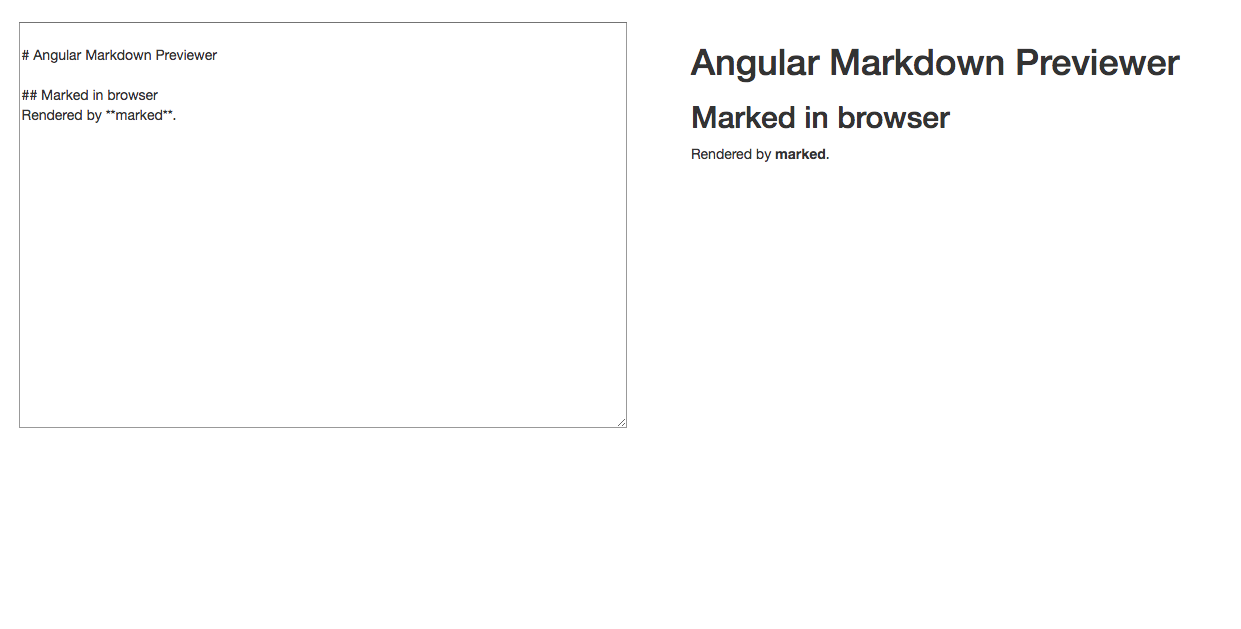 # Angular Markdown Previewer
## Marked in browser
Rendered by **marked**.
Angular Markdown Previewer
Marked in browser
Rendered by marked.